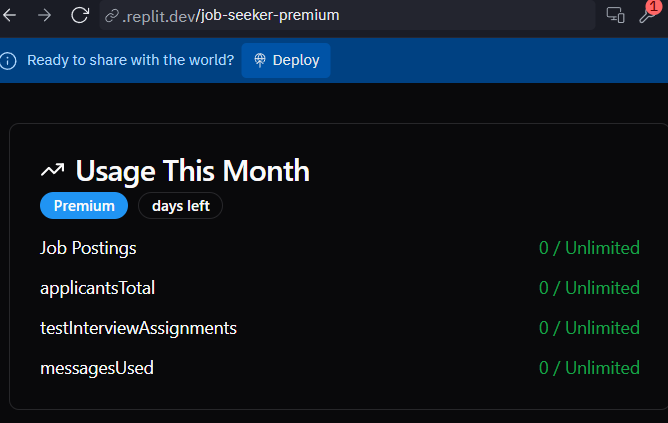 .replit.dev/job-seeker-premium
1
Ready to share with the world? Deploy
Usage This Month
Premium days left
Job Postings 0 / Unlimited
applicantsTotal 0 / Unlimited
testInterviewAssignments 0 / Unlimited
messagesUsed 0 / Unlimited